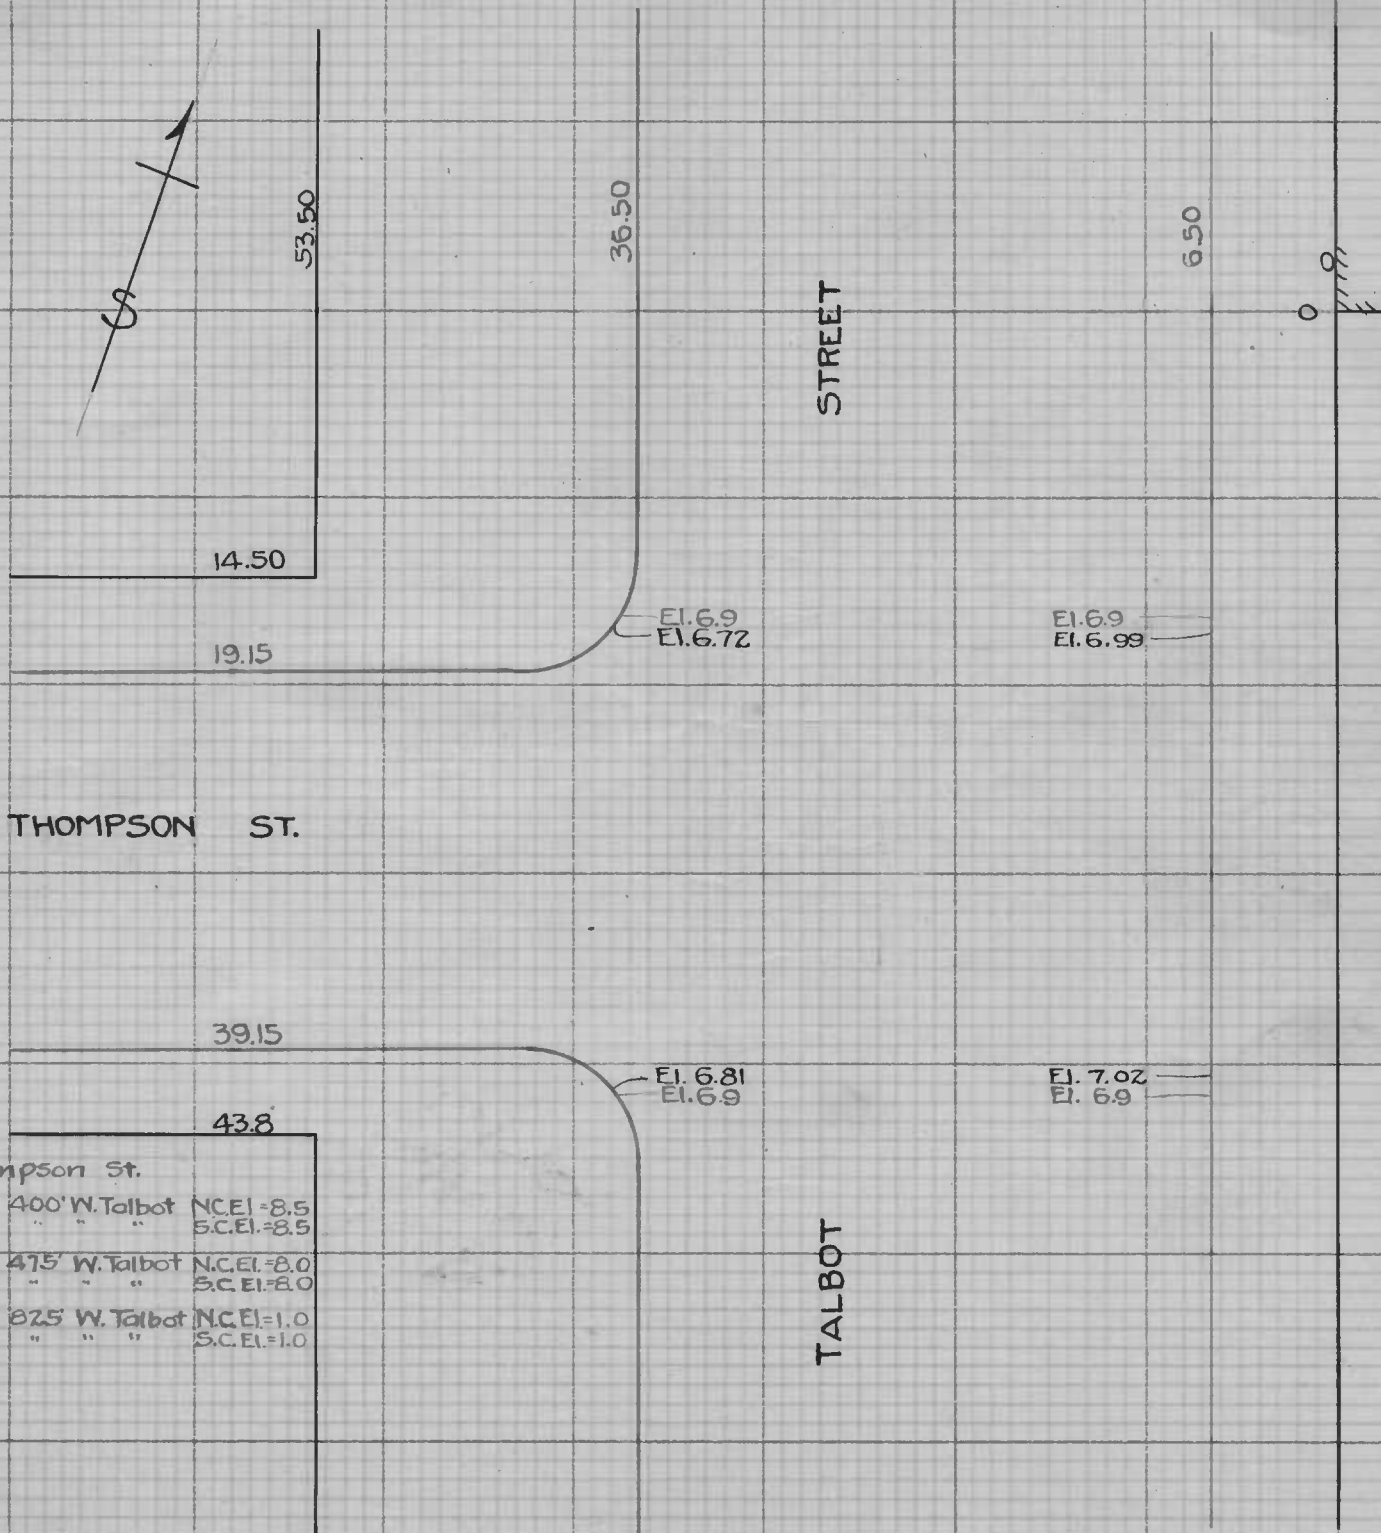 S
53.50
36.50
6.50
0
0
STREET
14.50
El. 6.9
El. 6.72
El. 6.9
El. 6.99
19.15
THOMPSON ST.
39.15
El. 6.81
El. 6.9
El. 7.02
El. 6.9
43.8
mpson St.
400' W. Talbot N.C.El.=8.5
" " " S.C.El.=8.5
475' W. Talbot N.C.El.=8.0
" " " S.C.El.=8.0
825' W. Talbot N.C.El=1.0
" " " S.C.El.=1.0
TALBOT